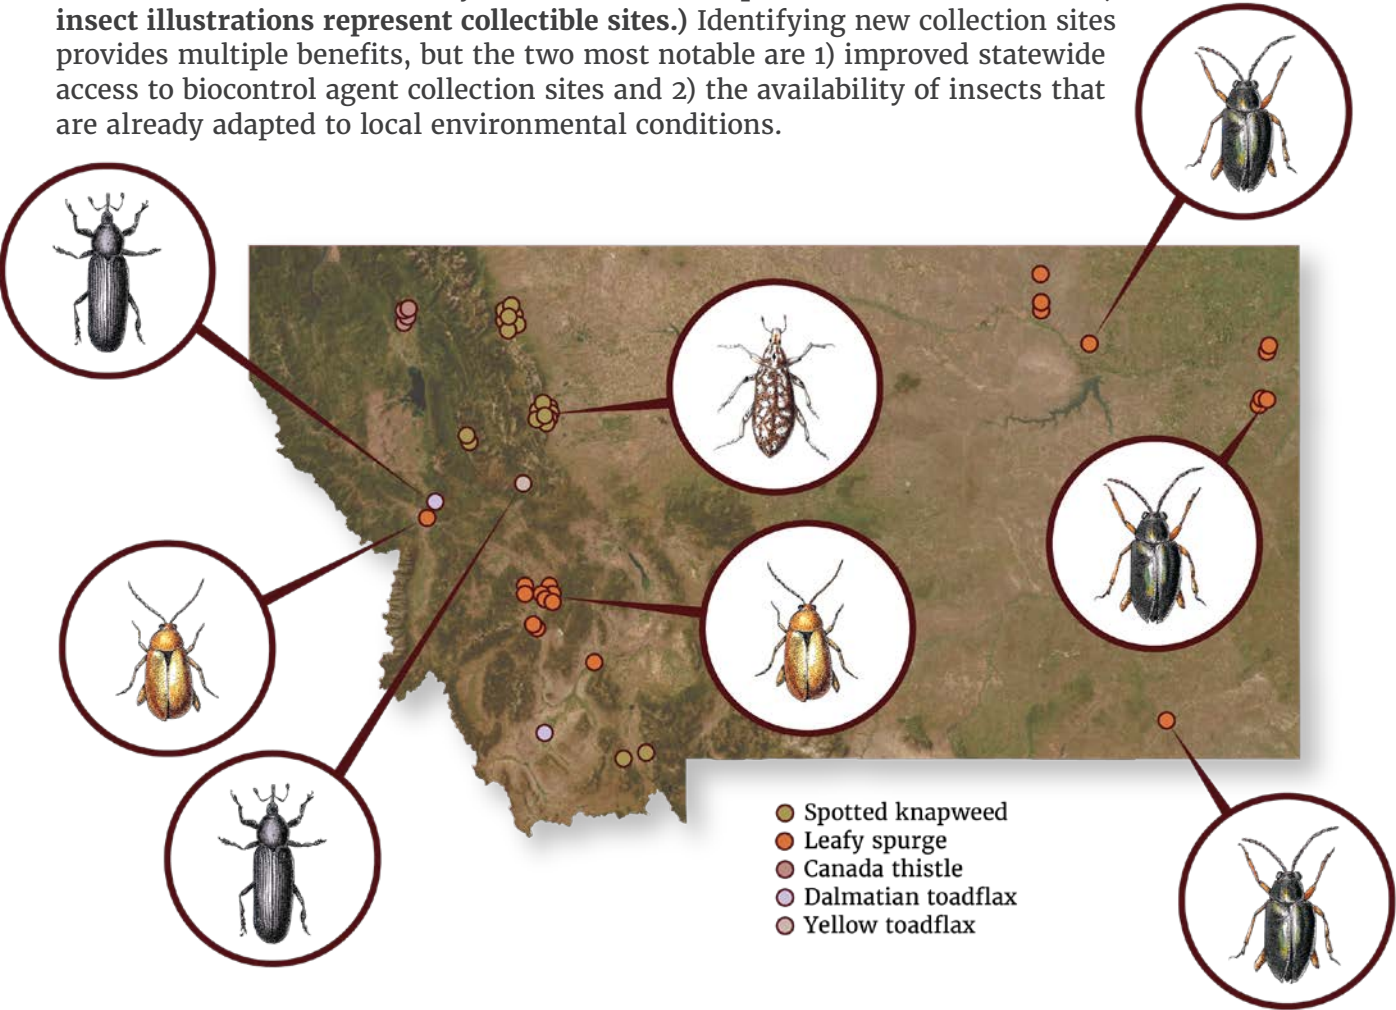 insect illustrations represent collectible sites.) Identifying new collection sites
provides multiple benefits, but the two most notable are 1) improved statewide
access to biocontrol agent collection sites and 2) the availability of insects that
are already adapted to local environmental conditions.
Spotted knapweed
Leafy spurge
Canada thistle
Dalmatian toadflax
Yellow toadflax